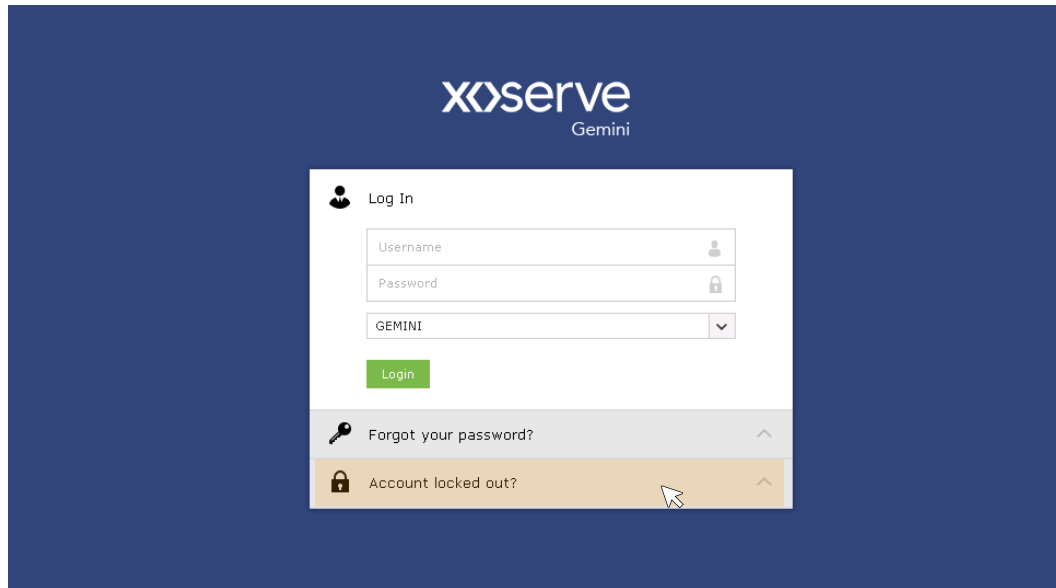 xoserve
Gemini
Log In
Username
Password
GEMINI
Login
Forgot your password?
Account locked out?